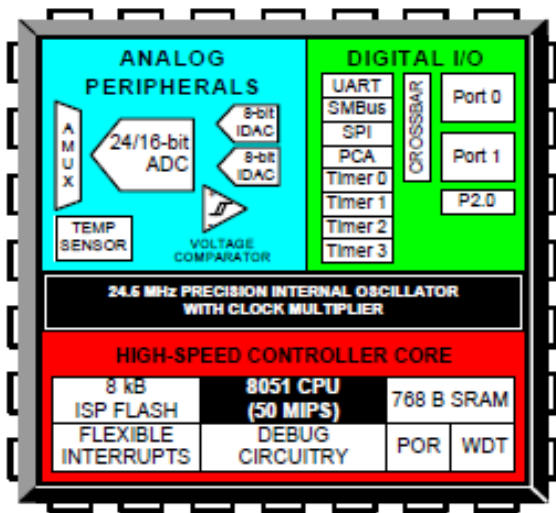 ANALOG
PERIPHERALS
A
M
U
X
24/16-bit
ADC
8-bit
IDAC
8-bit
IDAC
TEMP
SENSOR
VOLTAGE
COMPARATOR
DIGITAL I/O
UART
SMBus
SPI
PCA
Timer 0
Timer 1
Timer 2
Timer 3
CROSSBAR
Port 0
Port 1
P2.0
24.5 MHz PRECISION INTERNAL OSCILLATOR
WITH CLOCK MULTIPLIER
HIGH-SPEED CONTROLLER CORE
8 kB
ISP FLASH
8051 CPU
(50 MIPS)
768 B SRAM
FLEXIBLE
INTERRUPTS
DEBUG
CIRCUITRY
POR
WDT